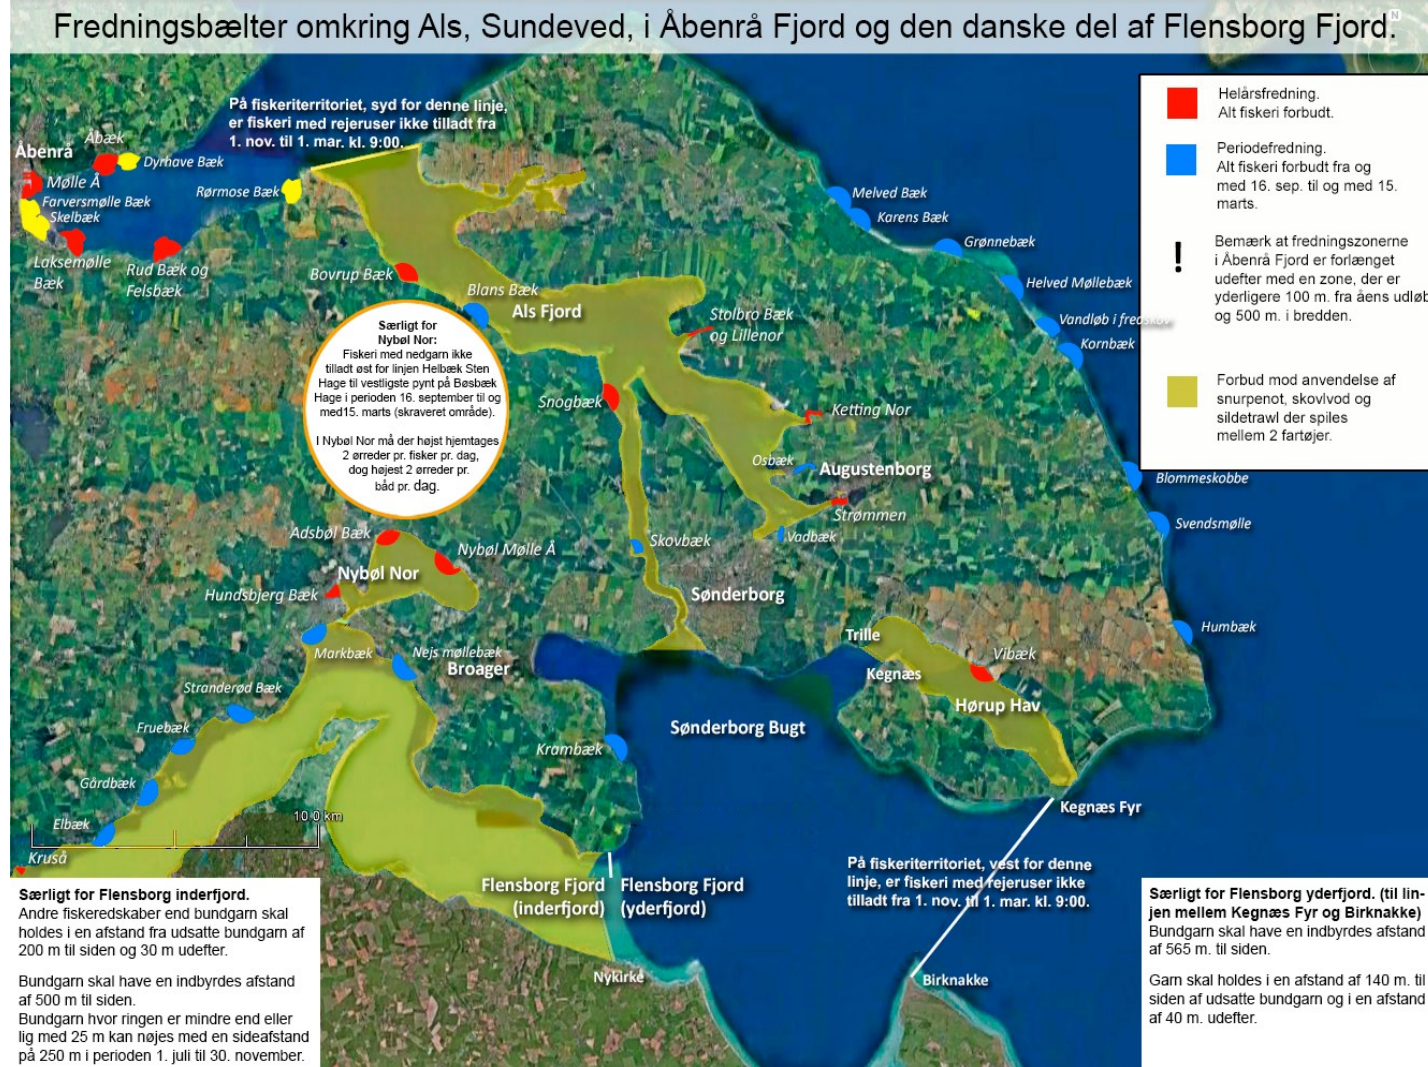 Fredningsbælter omkring Als, Sundeved, i Åbenrå Fjord og den danske del af Flensborg Fjord.
N
På fiskeriterritoriet, syd for denne linje,
er fiskeri med rejeruser ikke tilladt fra
1. nov. til 1. mar. kl. 9:00.
Helårsfredning.
Alt fiskeri forbudt.
Periodefredning.
Alt fiskeri forbudt fra og
med 16. sep. til og med 15.
marts.
!
Bemærk at fredningszonerne
i Åbenrå Fjord er forlænget
udefter med en zone, der er
yderligere 100 m. fra åens udløb
og 500 m. i bredden.
Forbud mod anvendelse af
snurpenot, skovlvod og
sildetrawl der spiles
mellem 2 fartøjer.
Åbæk
Åbenrå
Dyrhave Bæk
Mølle Å
Rørmose Bæk
Farversmølle Bæk
Skelbæk
Laksemølle
Bæk
Rud Bæk og
Felsbæk
Bovrup Bæk
Blans Bæk
Als Fjord
Stolbro Bæk
og Lillenor
Melved Bæk
Karens Bæk
Grønnebæk
Helved Møllebæk
Vandløb i fredskov
Kornbæk
Særligt for
Nybøl Nor:
Fiskeri med nedgarn ikke
tilladt øst for linjen Helbæk Sten
Hage til vestligste pynt på Bøsbæk
Hage i perioden 16. september til og
med15. marts (skraveret område).
I Nybøl Nor må der højst hjemtages
2 ørreder pr. fisker pr. dag,
dog højest 2 ørreder pr.
båd pr. dag.
Snogbæk
Ketting Nor
Osbæk
Augustenborg
Strømmen
Vadbæk
Blommeskobbe
Svendsmølle
Adsbøl Bæk
Nybøl Mølle Å
Nybøl Nor
Hundsbjerg Bæk
Skovbæk
Sønderborg
Humbæk
Trille
Vibæk
Kegnæs
Hørup Hav
Markbæk
Nejs møllebæk
Broager
Stranderød Bæk
Fruebæk
Krambæk
Sønderborg Bugt
Gårdbæk
Elbæk
10.0 km
Kruså
Kegnæs Fyr
På fiskeriterritoriet, vest for denne
linje, er fiskeri med rejeruser ikke
tilladt fra 1. nov. til 1. mar. kl. 9:00.
Flensborg Fjord
(inderfjord)
Flensborg Fjord
(yderfjord)
Nykirke
Birknakke
Særligt for Flensborg inderfjord.
Andre fiskeredskaber end bundgarn skal
holdes i en afstand fra udsatte bundgarn af
200 m til siden og 30 m udefter.
Bundgarn skal have en indbyrdes afstand
af 500 m til siden.
Bundgarn hvor ringen er mindre end eller
lig med 25 m kan nøjes med en sideafstand
på 250 m i perioden 1. juli til 30. november.
Særligt for Flensborg yderfjord. (til lin-
jen mellem Kegnæs Fyr og Birknakke)
Bundgarn skal have en indbyrdes afstand
af 565 m. til siden.
Garn skal holdes i en afstand af 140 m. til
siden af udsatte bundgarn og i en afstand
af 40 m. udefter.